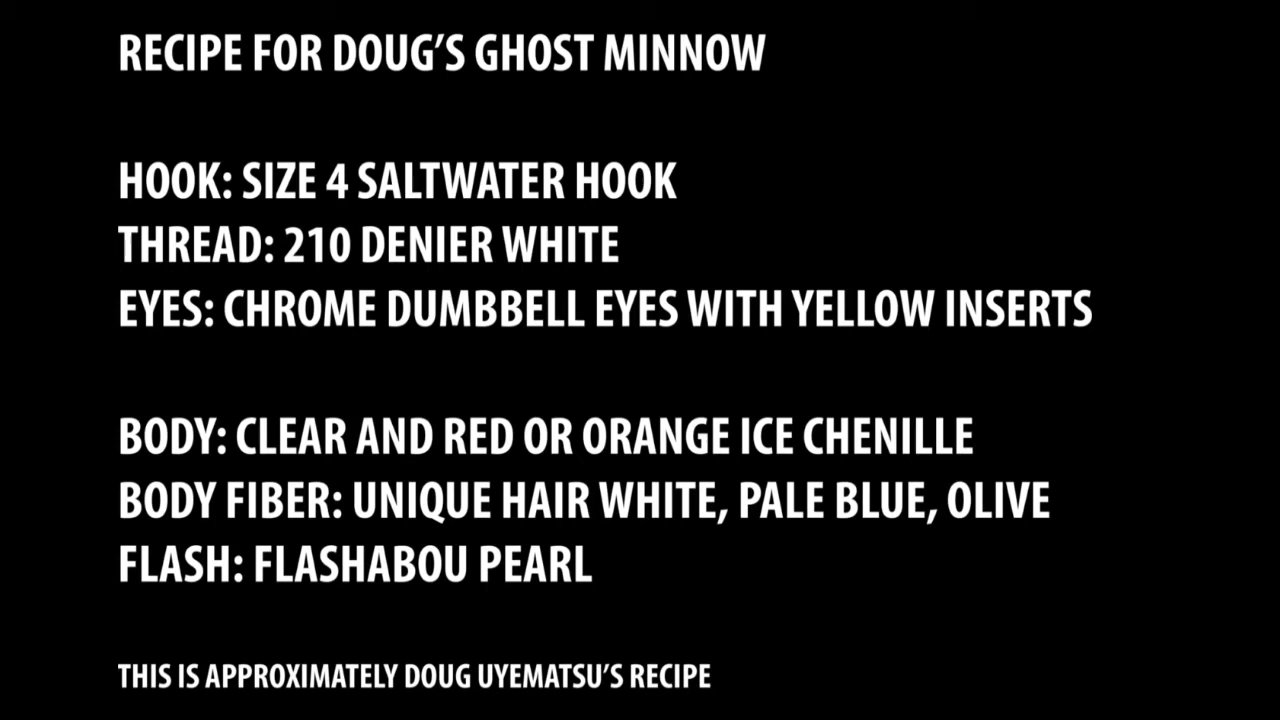 RECIPE FOR DOUG’S GHOST MINNOW
HOOK: SIZE 4 SALTWATER HOOK
THREAD: 210 DENIER WHITE
EYES: CHROME DUMBBELL EYES WITH YELLOW INSERTS
BODY: CLEAR AND RED OR ORANGE ICE CHENILLE
BODY FIBER: UNIQUE HAIR WHITE, PALE BLUE, OLIVE
FLASH: FLASHABOU PEARL
THIS IS APPROXIMATELY DOUG UYEMATSU’S RECIPE